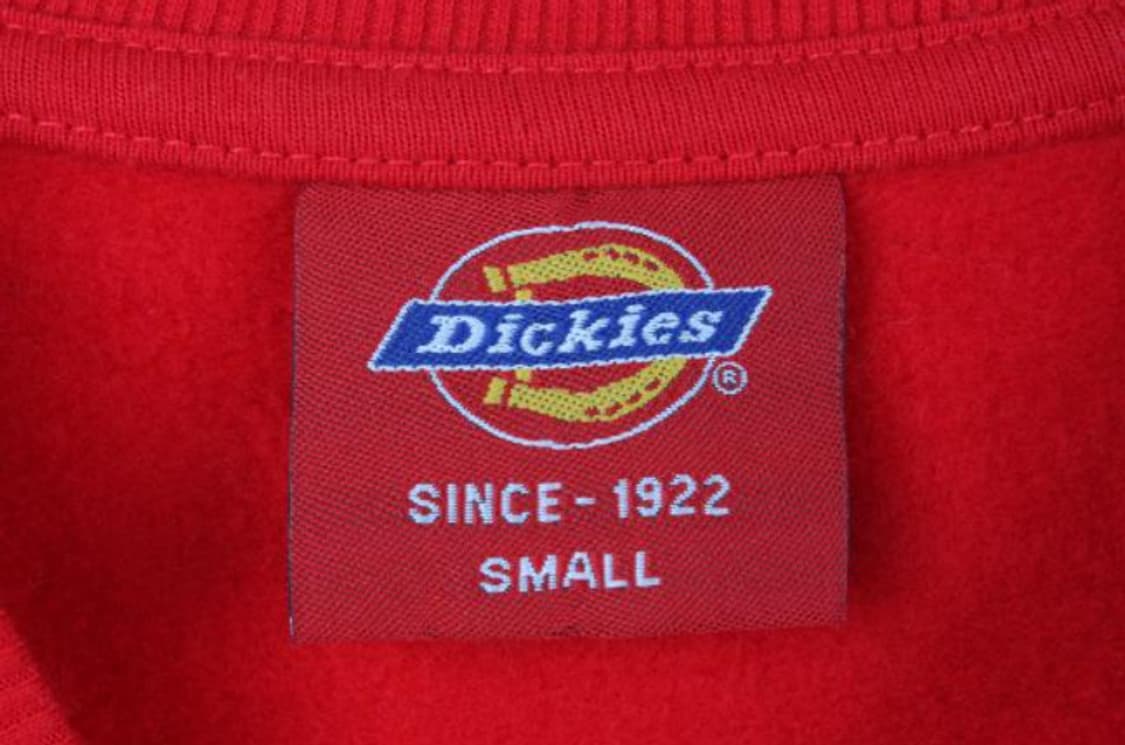 Dickies
®
SINCE - 1922
SMALL